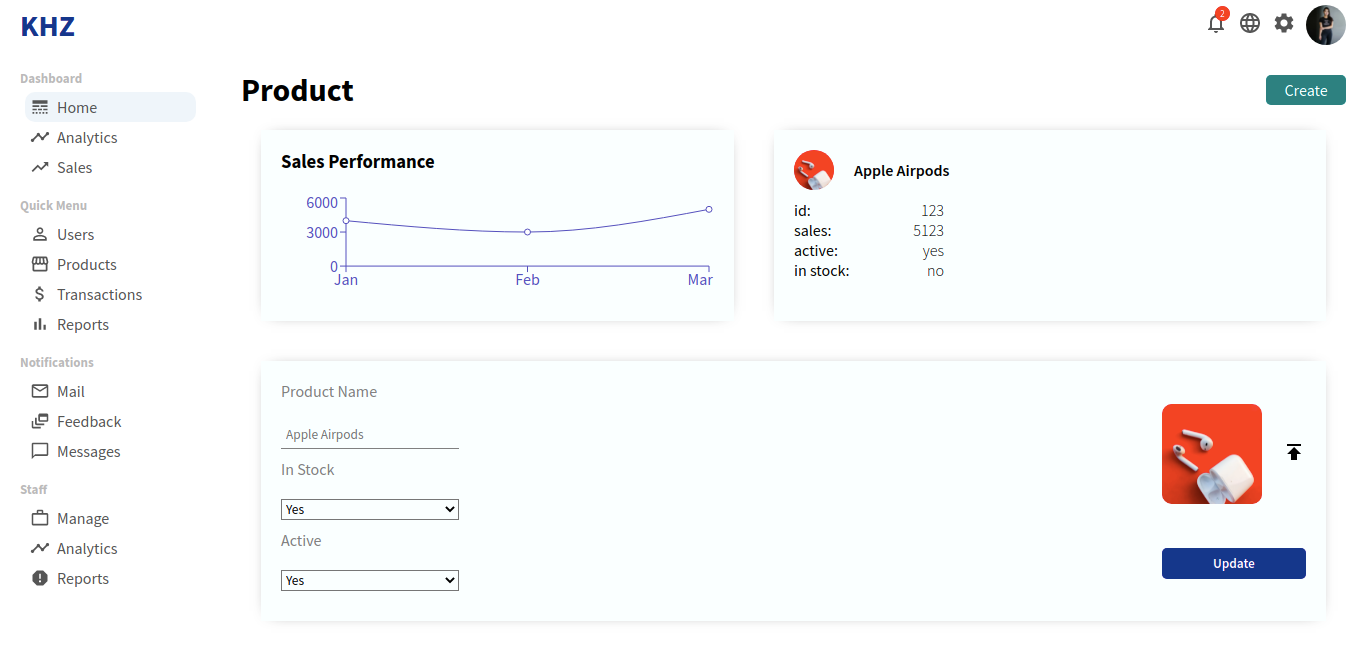 KHZ
2
Dashboard
Home
Analytics
Sales
Quick Menu
Users
Products
Transactions
Reports
Notifications
Mail
Feedback
Messages
Staff
Manage
Analytics
Reports
Product
Create
Sales Performance
6000
3000
0
Jan Feb Mar
Apple Airpods
id: 123
sales: 5123
active: yes
in stock: no
Product Name
Apple Airpods
In Stock
Yes
Active
Yes
Update